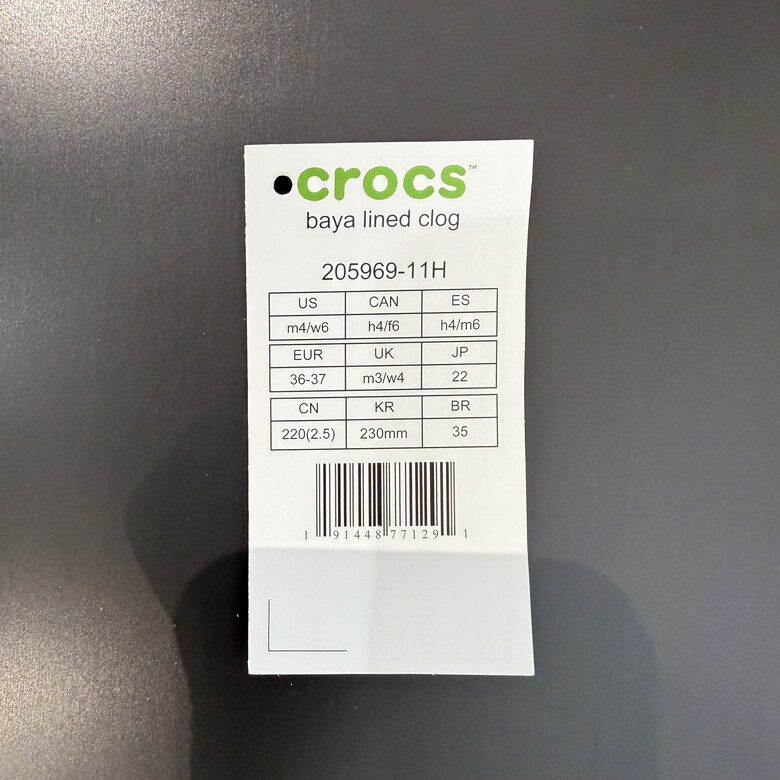 crocs™
baya lined clog
205969-11H
US CAN ES
m4/w6 h4/f6 h4/m6
EUR UK JP
36-37 m3/w4 22
CN KR BR
220(2.5) 230mm 35
1 91448 77129 1